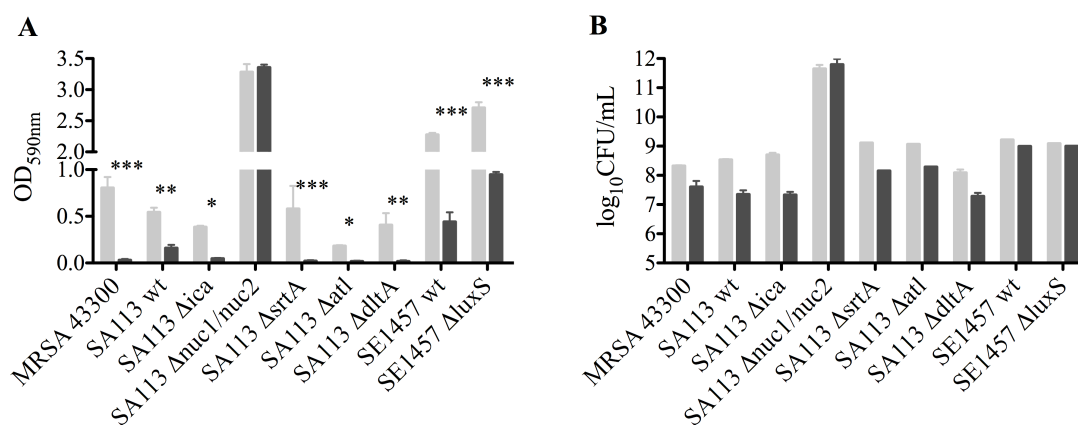 A
OD590nm
3.5
3.0
2.5
2.0
1.0
0.5
0.0
***
**
*
***
*
**
***
***
MRSA 43300
SA113 wt
SA113 Δica
SA113 Δnuc1/nuc2
SA113 ΔsrtA
SA113 Δatl
SA113 ΔdltA
SE1457 wt
SE1457 ΔluxS
B
log10CFU/mL
12
11
10
9
8
7
6
5
MRSA 43300
SA113 wt
SA113 Δica
SA113 Δnuc1/nuc2
SA113 ΔsrtA
SA113 Δatl
SA113 ΔdltA
SE1457 wt
SE1457 ΔluxS